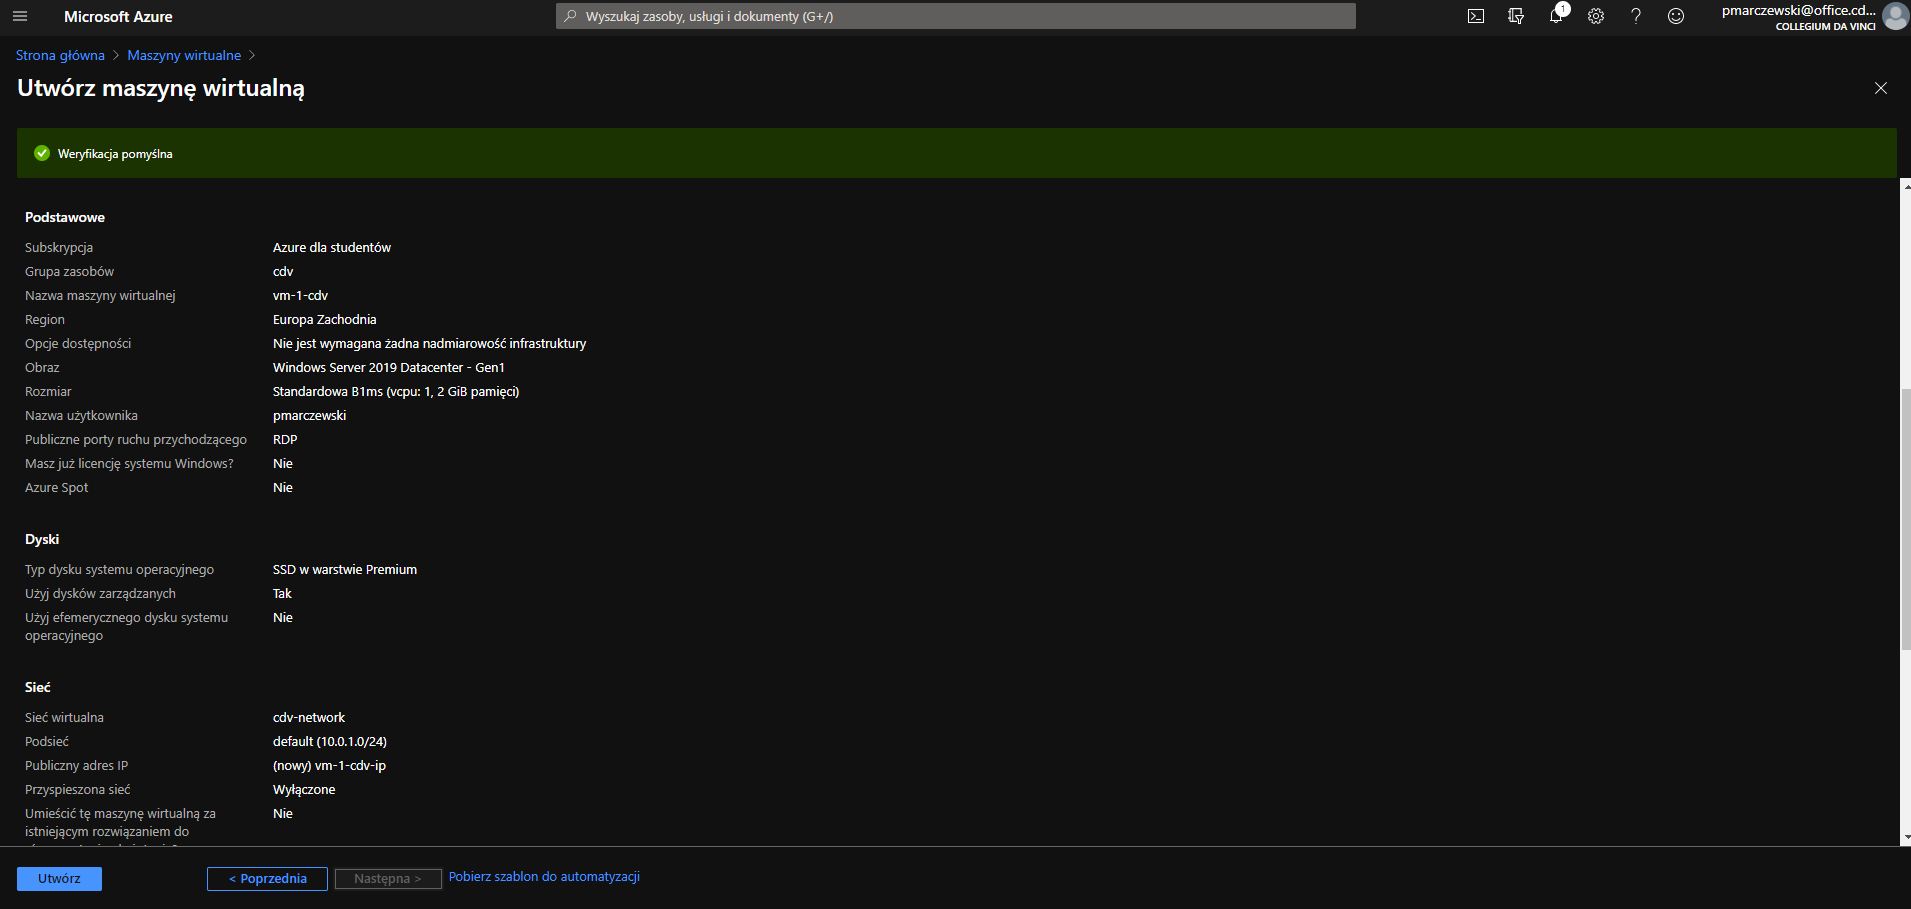 Microsoft Azure
Wyszukaj zasoby, usługi i dokumenty (G+/)
1
pmarczewski@office.cd...
COLLEGIUM DA VINCI
Strona główna > Maszyny wirtualne >
Utwórz maszynę wirtualną
Weryfikacja pomyślna
Podstawowe
Subskrypcja Azure dla studentów
Grupa zasobów cdv
Nazwa maszyny wirtualnej vm-1-cdv
Region Europa Zachodnia
Opcje dostępności Nie jest wymagana żadna nadmiarowość infrastruktury
Obraz Windows Server 2019 Datacenter - Gen1
Rozmiar Standardowa B1ms (vcpu: 1, 2 GiB pamięci)
Nazwa użytkownika pmarczewski
Publiczne porty ruchu przychodzącego RDP
Masz już licencję systemu Windows? Nie
Azure Spot Nie
Dyski
Typ dysku systemu operacyjnego SSD w warstwie Premium
Użyj dysków zarządzanych Tak
Użyj efemerycznego dysku systemu Nie
operacyjnego
Sieć
Sieć wirtualna cdv-network
Podsieć default (10.0.1.0/24)
Publiczny adres IP (nowy) vm-1-cdv-ip
Przyspieszona sieć Wyłączone
Umieścić tę maszynę wirtualną za Nie
istniejącym rozwiązaniem do
Utwórz
< Poprzednia
Następna >
Pobierz szablon do automatyzacji